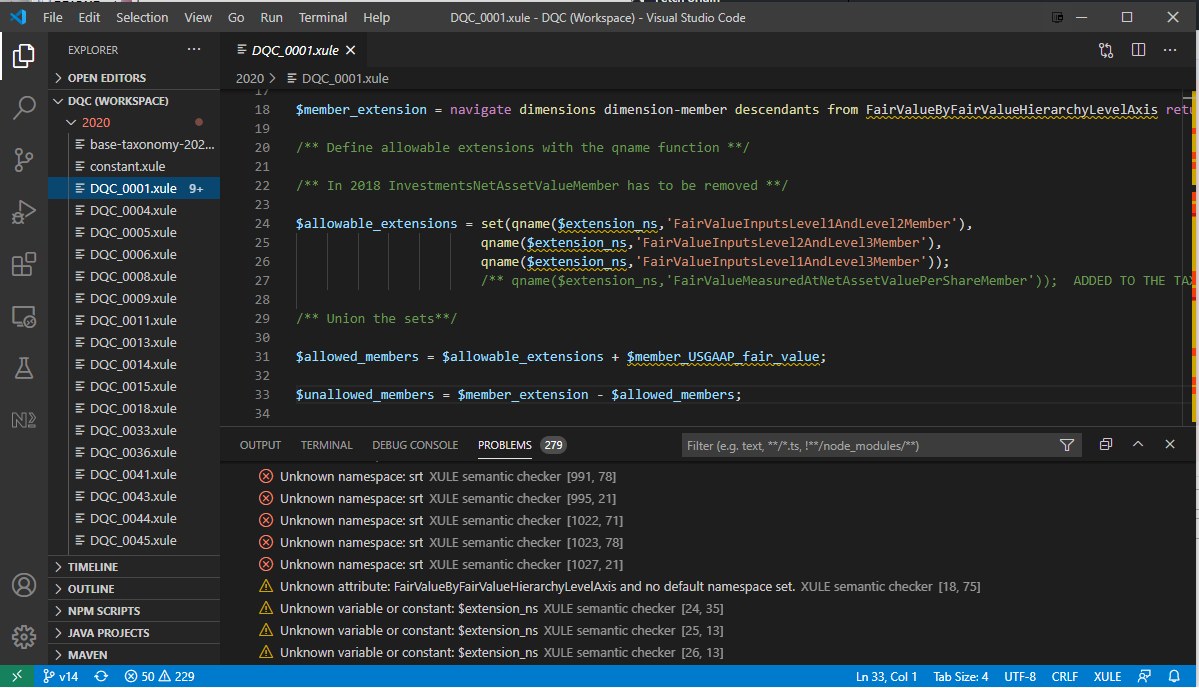 File Edit Selection View Go Run Terminal Help DQC_0001.xule - DQC (Workspace) - Visual Studio Code
EXPLORER
OPEN EDITORS
DQC (WORKSPACE)
2020
base-taxonomy-202...
constant.xule
DQC_0001.xule 9+
DQC_0004.xule
DQC_0005.xule
DQC_0006.xule
DQC_0008.xule
DQC_0009.xule
DQC_0011.xule
DQC_0013.xule
DQC_0014.xule
DQC_0015.xule
DQC_0018.xule
DQC_0033.xule
DQC_0036.xule
DQC_0041.xule
DQC_0043.xule
DQC_0044.xule
DQC_0045.xule
TIMELINE
OUTLINE
NPM SCRIPTS
JAVA PROJECTS
MAVEN
DQC_0001.xule
2020 > DQC_0001.xule
17
18 $member_extension = navigate dimensions dimension-member descendants from FairValueByFairValueHierarchyLevelAxis retu
19
20 /** Define allowable extensions with the qname function **/
21
22 /** In 2018 InvestmentsNetAssetValueMember has to be removed **/
23
24 $allowable_extensions = set(qname($extension_ns,'FairValueInputsLevel1AndLevel2Member'),
25 qname($extension_ns,'FairValueInputsLevel2AndLevel3Member'),
26 qname($extension_ns,'FairValueInputsLevel1AndLevel3Member'));
27 /** qname($extension_ns,'FairValueMeasuredAtNetAssetValuePerShareMember')); ADDED TO THE TAX
28
29 /** Union the sets**/
30
31 $allowed_members = $allowable_extensions + $member_USGAAP_fair_value;
32
33 $unallowed_members = $member_extension - $allowed_members;
34
OUTPUT TERMINAL DEBUG CONSOLE PROBLEMS 279 Filter (e.g. text, **/*.ts, !**/node_modules/**)
Unknown namespace: srt XULE semantic checker [991, 78]
Unknown namespace: srt XULE semantic checker [995, 21]
Unknown namespace: srt XULE semantic checker [1022, 71]
Unknown namespace: srt XULE semantic checker [1023, 78]
Unknown namespace: srt XULE semantic checker [1027, 21]
Unknown attribute: FairValueByFairValueHierarchyLevelAxis and no default namespace set. XULE semantic checker [18, 75]
Unknown variable or constant: $extension_ns XULE semantic checker [24, 35]
Unknown variable or constant: $extension_ns XULE semantic checker [25, 13]
Unknown variable or constant: $extension_ns XULE semantic checker [26, 13]
v14 50 229 Ln 33, Col 1 Tab Size: 4 UTF-8 CRLF XULE